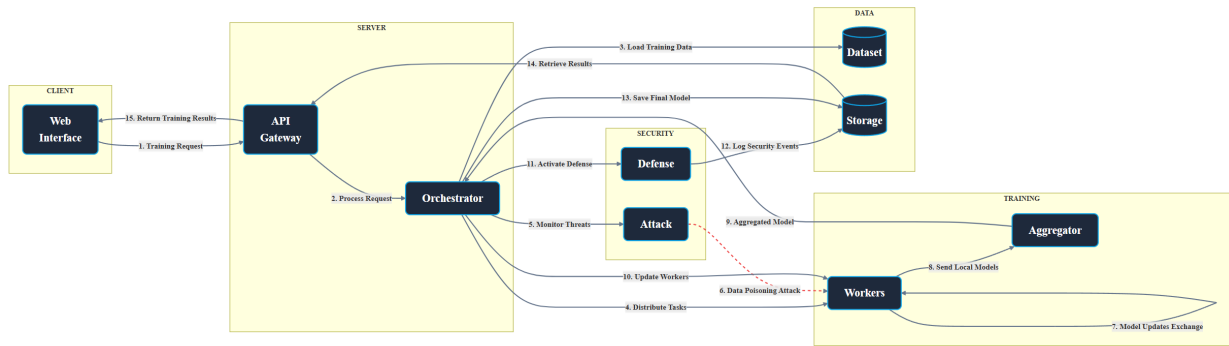 SERVER
DATA
3. Load Training Data
Dataset
14. Retrieve Results
CLIENT
13. Save Final Model
Web
Interface
15. Return Training Results
API
Gateway
Storage
SECURITY
1. Training Request
12. Log Security Events
11. Activate Defense
Defense
2. Process Request
Orchestrator
TRAINING
5. Monitor Threats
Attack
9. Aggregated Model
Aggregator
8. Send Local Models
10. Update Workers
6. Data Poisoning Attack
Workers
4. Distribute Tasks
7. Model Updates Exchange